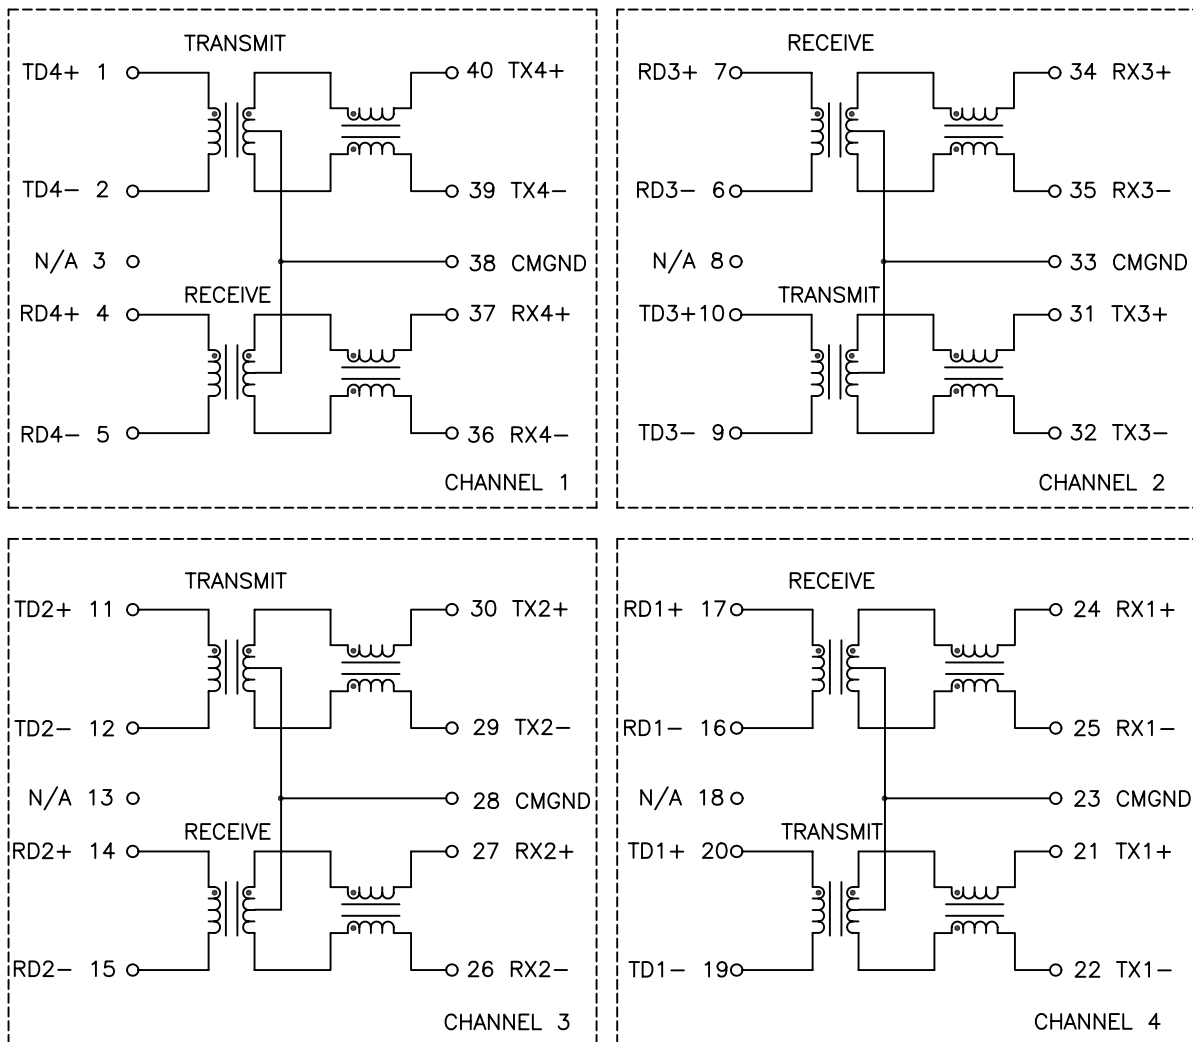 TRANSMIT
TD4+ 1
40 TX4+
TD4- 2
39 TX4-
N/A 3
38 CMGND
RECEIVE
RD4+ 4
37 RX4+
RD4- 5
36 RX4-
CHANNEL 1
RECEIVE
RD3+ 7
34 RX3+
RD3- 6
35 RX3-
N/A 8
33 CMGND
TRANSMIT
TD3+ 10
31 TX3+
TD3- 9
32 TX3-
CHANNEL 2
TRANSMIT
TD2+ 11
30 TX2+
TD2- 12
29 TX2-
N/A 13
28 CMGND
RECEIVE
RD2+ 14
27 RX2+
RD2- 15
26 RX2-
CHANNEL 3
RECEIVE
RD1+ 17
24 RX1+
RD1- 16
25 RX1-
N/A 18
23 CMGND
TRANSMIT
TD1+ 20
21 TX1+
TD1- 19
22 TX1-
CHANNEL 4